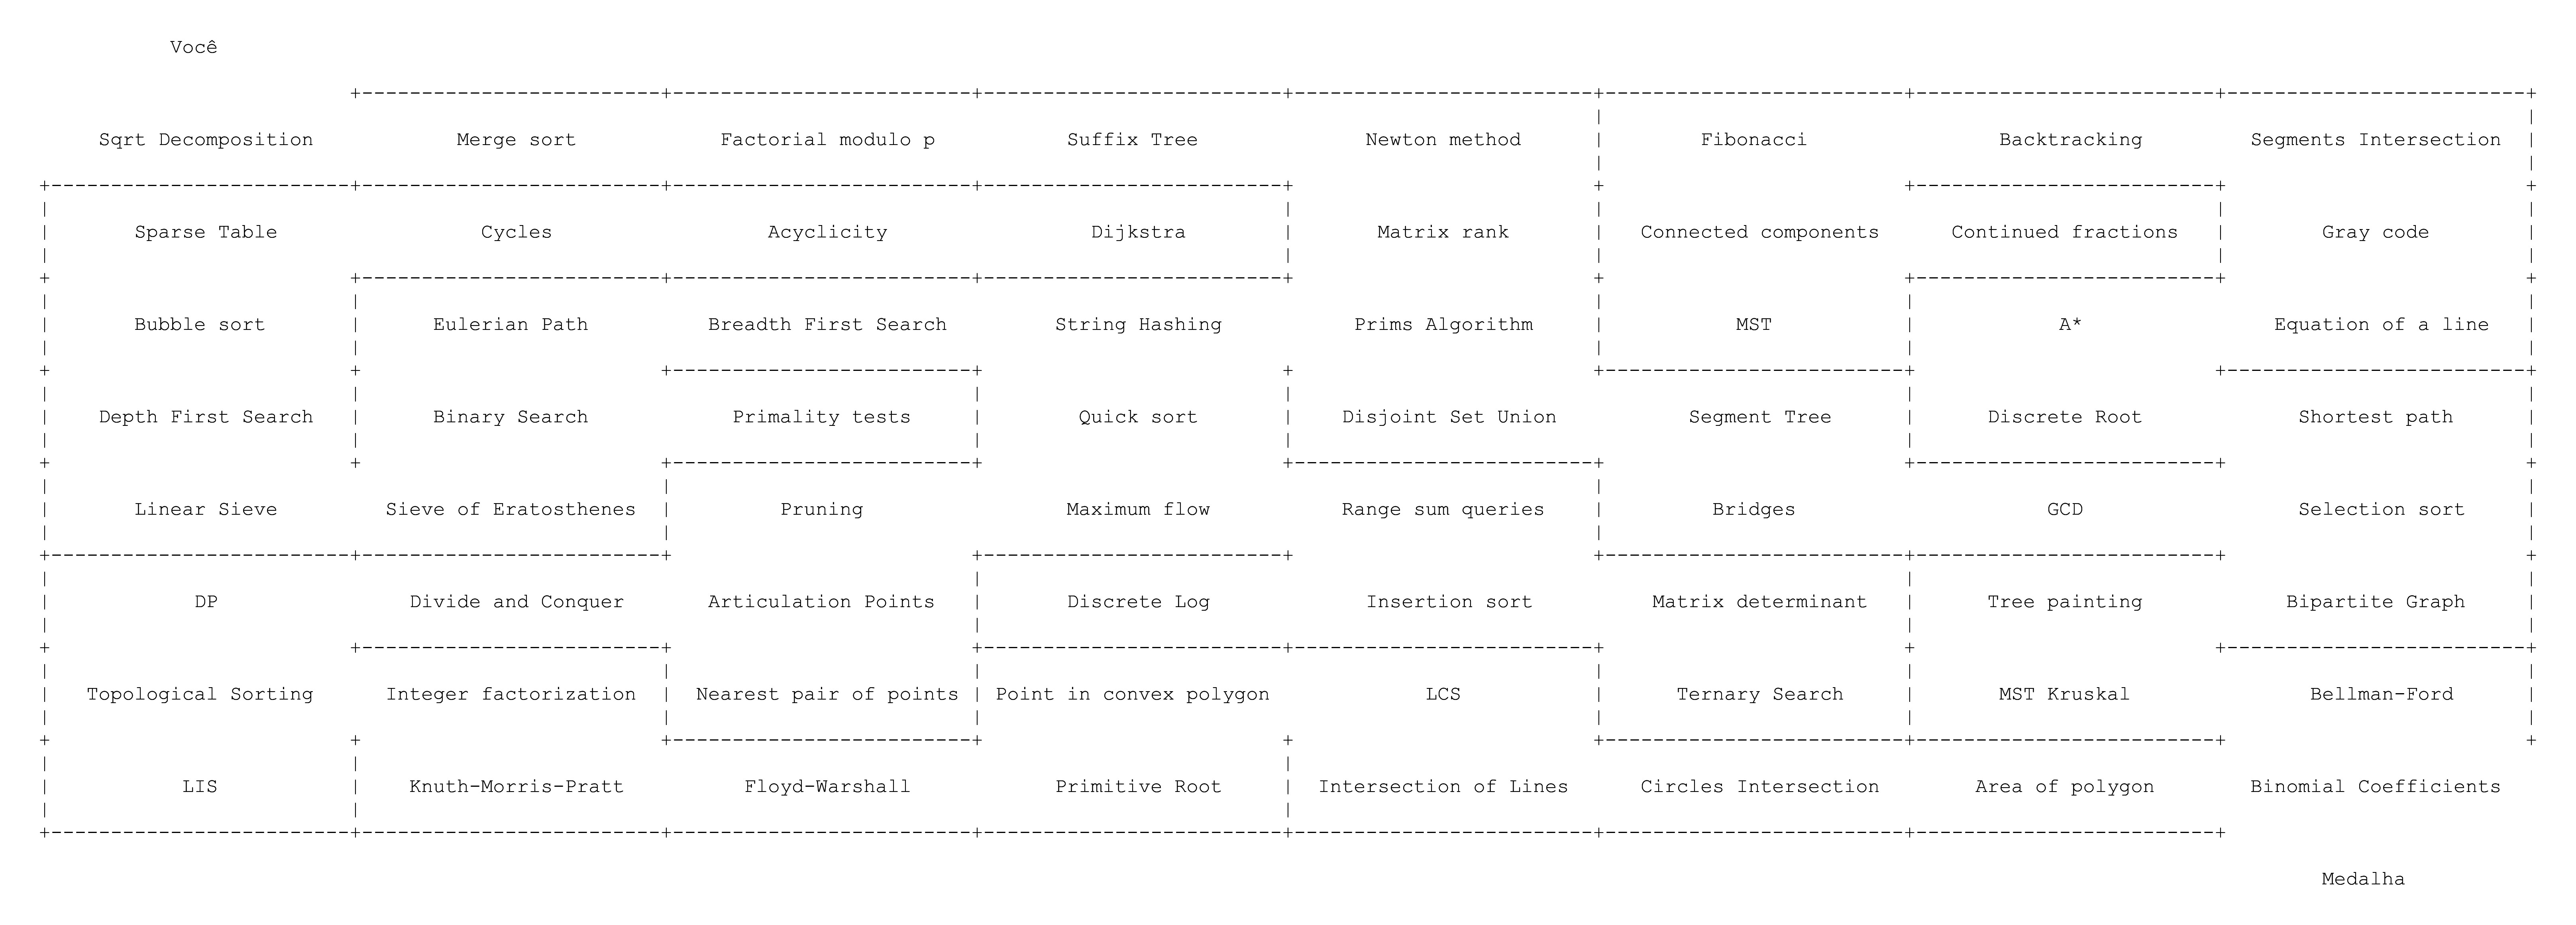 Você
Sqrt Decomposition Merge sort Factorial modulo p Suffix Tree Newton method Fibonacci Backtracking Segments Intersection
Sparse Table Cycles Acyclicity Dijkstra Matrix rank Connected components Continued fractions Gray code
Bubble sort Eulerian Path Breadth First Search String Hashing Prims Algorithm MST A* Equation of a line
Depth First Search Binary Search Primality tests Quick sort Disjoint Set Union Segment Tree Discrete Root Shortest path
Linear Sieve Sieve of Eratosthenes Pruning Maximum flow Range sum queries Bridges GCD Selection sort
DP Divide and Conquer Articulation Points Discrete Log Insertion sort Matrix determinant Tree painting Bipartite Graph
Topological Sorting Integer factorization Nearest pair of points Point in convex polygon LCS Ternary Search MST Kruskal Bellman-Ford
LIS Knuth-Morris-Pratt Floyd-Warshall Primitive Root Intersection of Lines Circles Intersection Area of polygon Binomial Coefficients
Medalha